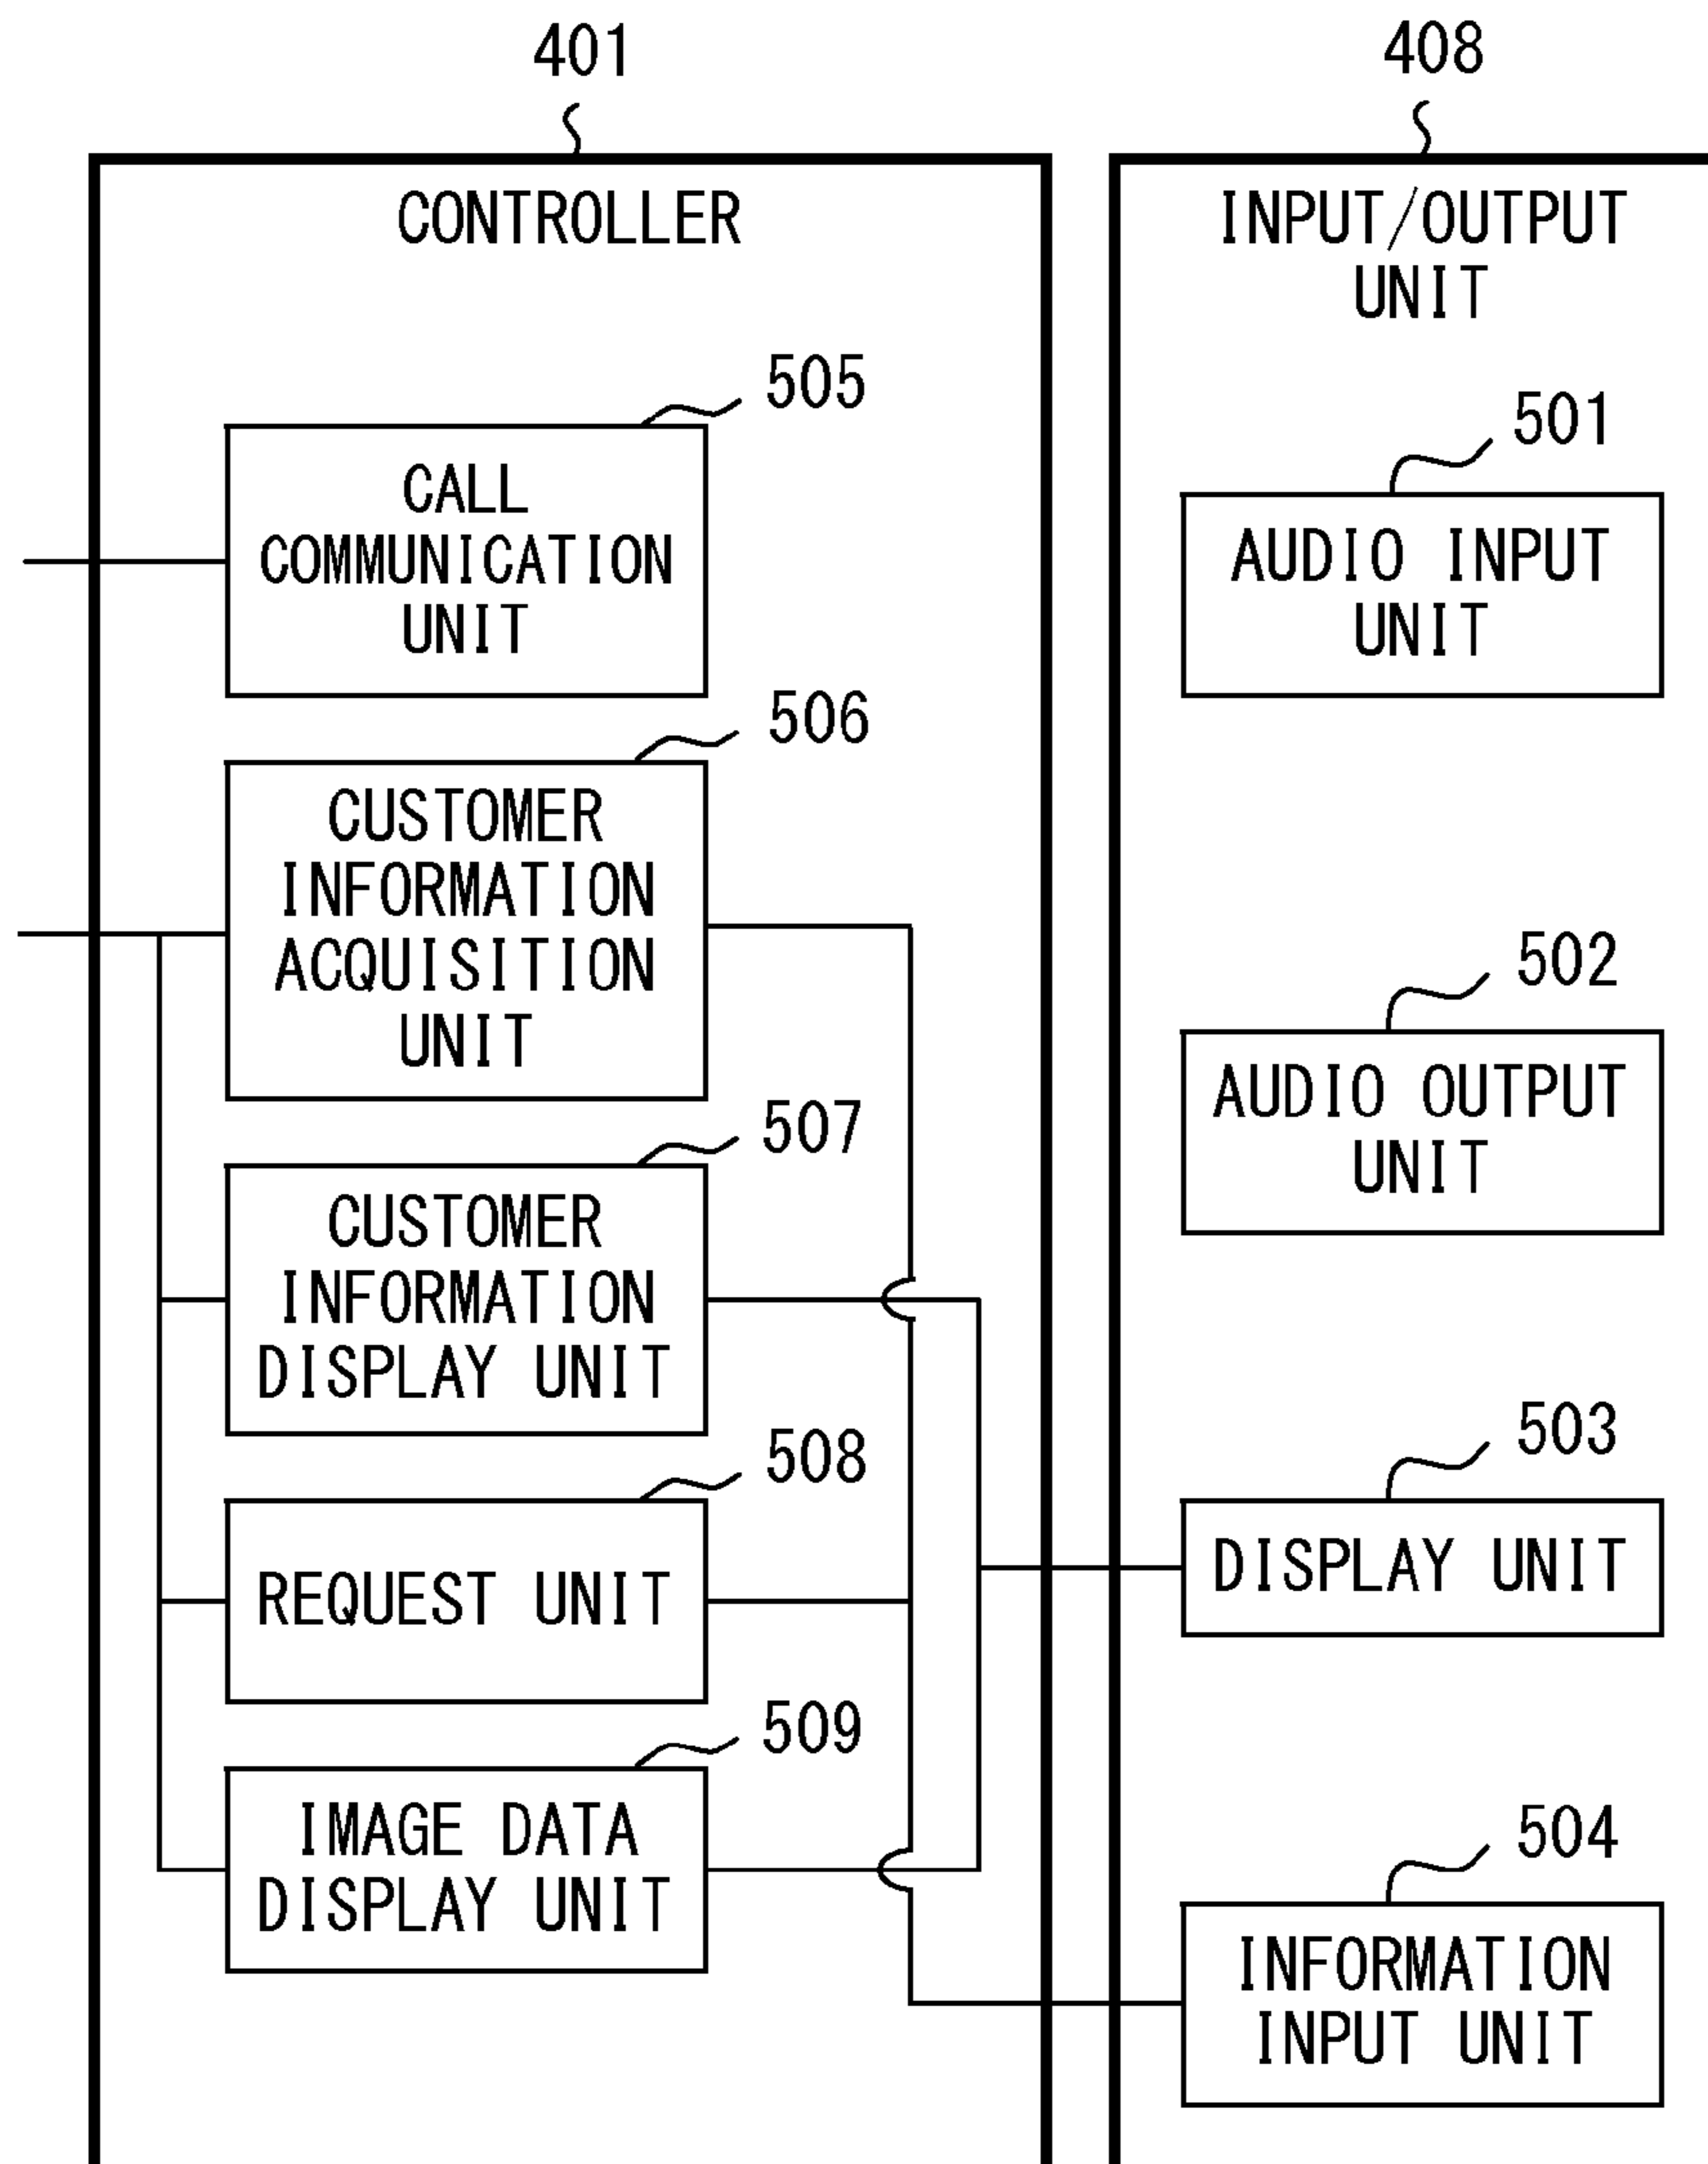 401
408
CONTROLLER
INPUT/OUTPUT
UNIT
505
CALL
COMMUNICATION
UNIT
501
AUDIO INPUT
UNIT
506
CUSTOMER
INFORMATION
ACQUISITION
UNIT
502
AUDIO OUTPUT
UNIT
507
CUSTOMER
INFORMATION
DISPLAY UNIT
503
DISPLAY UNIT
508
REQUEST UNIT
509
IMAGE DATA
DISPLAY UNIT
504
INFORMATION
INPUT UNIT